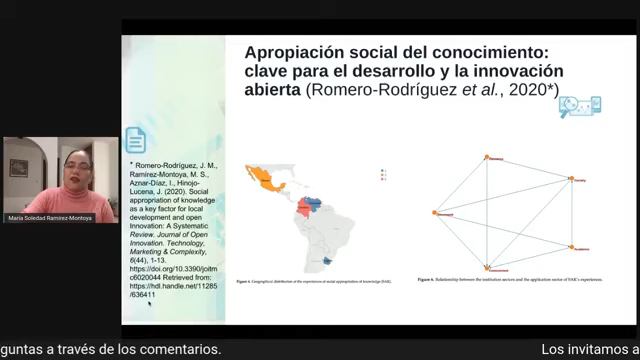 Apropiación social del conocimiento:
clave para el desarrollo y la innovación
abierta (Romero-Rodríguez et al., 2020*)
* Romero-Rodríguez, J. M.,
Ramírez-Montoya, M. S.,
Aznar-Díaz, I., Hinojo-
Lucena, J. (2020). Social
appropriation of knowledge
as a key factor for local
development and open
innovation: A Systematic
Review. Journal of Open
Innovation. Technology,
Marketing & Complexity,
6(44), 1-13.
https://doi.org/10.3390/joitm
c6020044 Retrieved from:
https://hdl.handle.net/11285
/636411
Figure 4. Geographical distribution of the experiences of social appropriation of knowledge (SAK).
Figure 6. Relationship between the institution sectors and the application sector of SAK's experiences.
María Soledad Ramírez-Montoya
guntas a través de los comentarios.
Los invitamos a